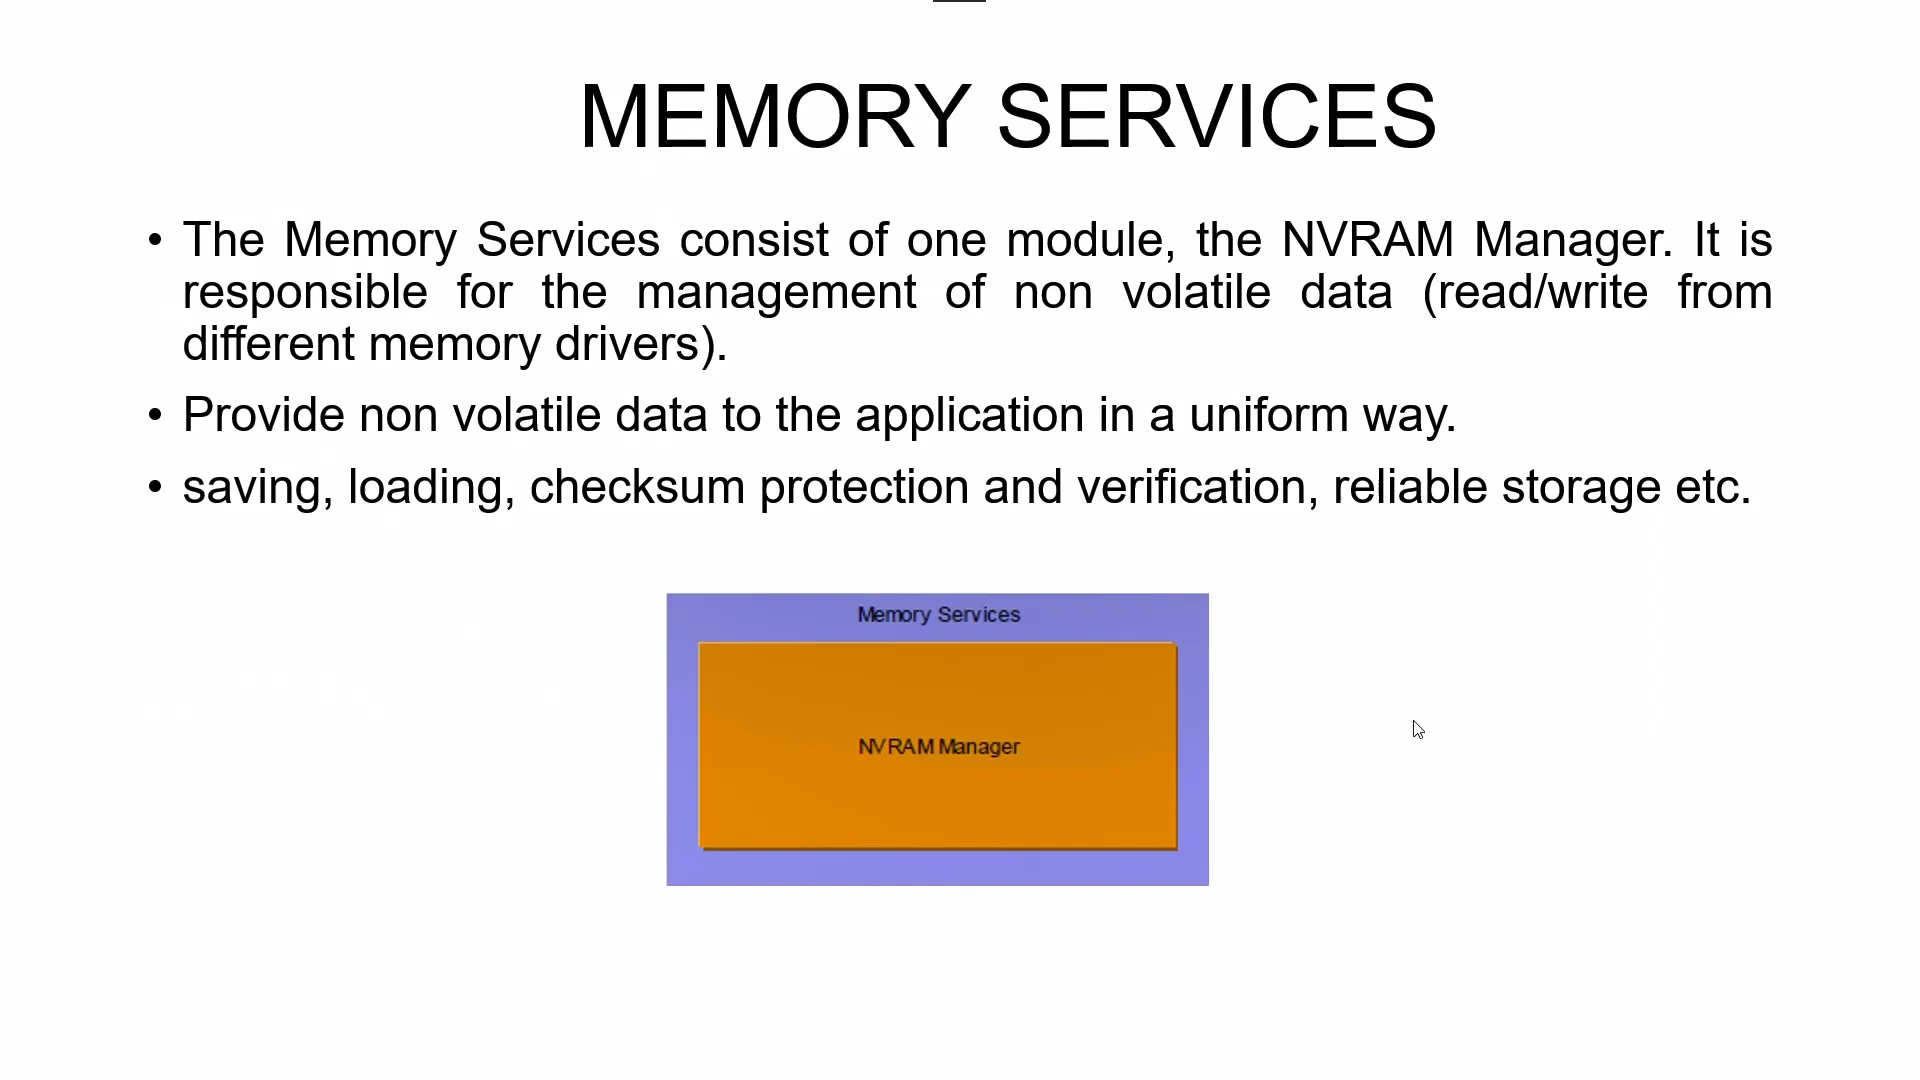 MEMORY SERVICES
• The Memory Services consist of one module, the NVRAM Manager. It is
responsible for the management of non volatile data (read/write from
different memory drivers).
• Provide non volatile data to the application in a uniform way.
• saving, loading, checksum protection and verification, reliable storage etc.
Memory Services
NVRAM Manager